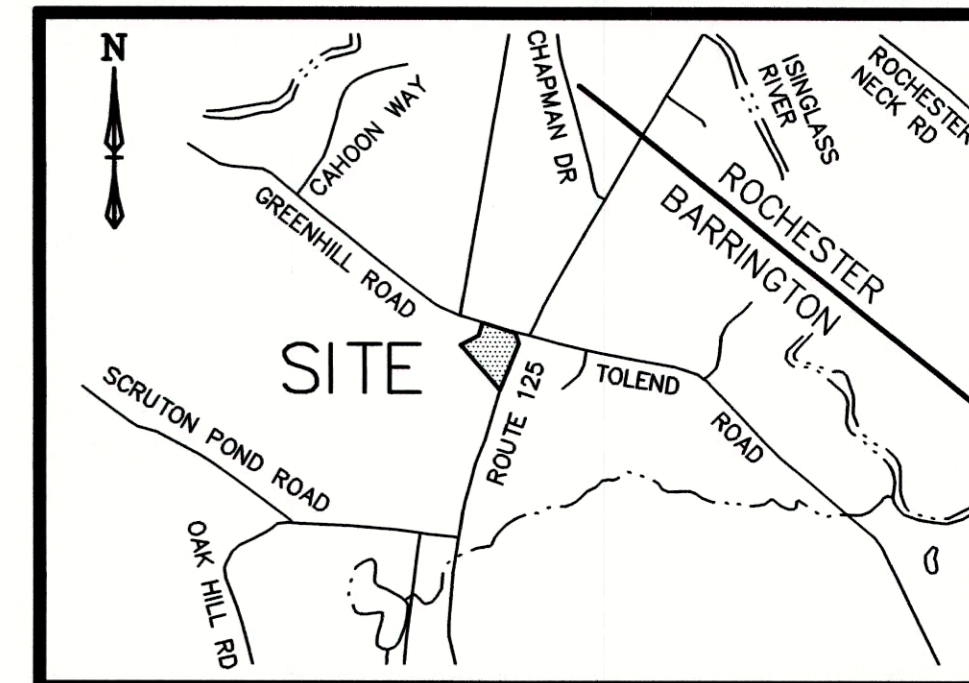 N
CAHOON WAY
CHAPMAN DR
ISINGLASS
RIVER
ROCHESTER
NECK RD
GREENHILL ROAD
ROCHESTER
BARRINGTON
SITE
SCRUTON POND ROAD
ROUTE 125
TOLEND
ROAD
OAK HILL RD